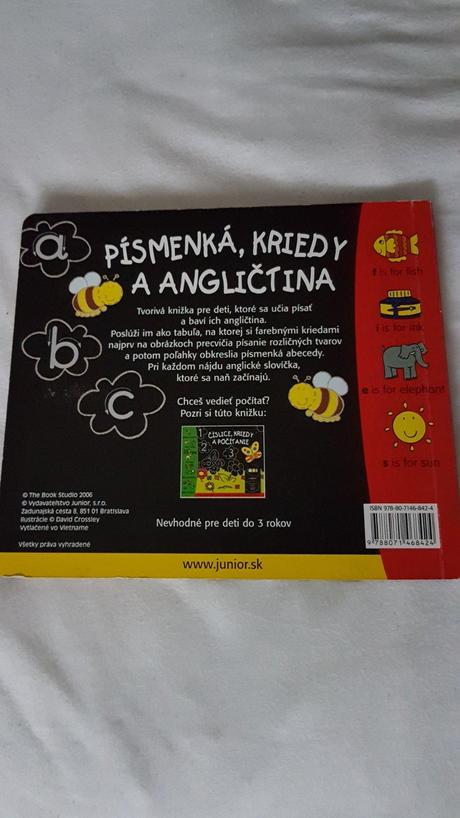 a
b
c
PÍSMENKÁ, KRIEDY
A ANGLIČTINA
Tvorivá knižka pre deti, ktoré sa učia písať
a baví ich angličtina.
Poslúži im ako tabuľa, na ktorej si farebnými kriedami
najprv na obrázkoch precvičia písanie rozličných tvarov
a potom poľahky obkreslia písmenká abecedy.
Pri každom nájdu anglické slovíčka,
ktoré sa naň začínajú.
Chceš vedieť počítať?
Pozri si túto knižku:
ČÍSLICE, KRIEDY
A POČÍTANIE
1
2
3
Nevhodné pre deti do 3 rokov
© The Book Studio 2006
© Vydavateľstvo Junior, s.r.o.
Zadunajská cesta 8, 851 01 Bratislava
Ilustrácie © David Crossley
Vytlačené vo Vietname
Všetky práva vyhradené
www.junior.sk
f is for fish
i is for ink
e is for elephant
s is for sun
ISBN 978-80-7146-842-4
9 788071 468424